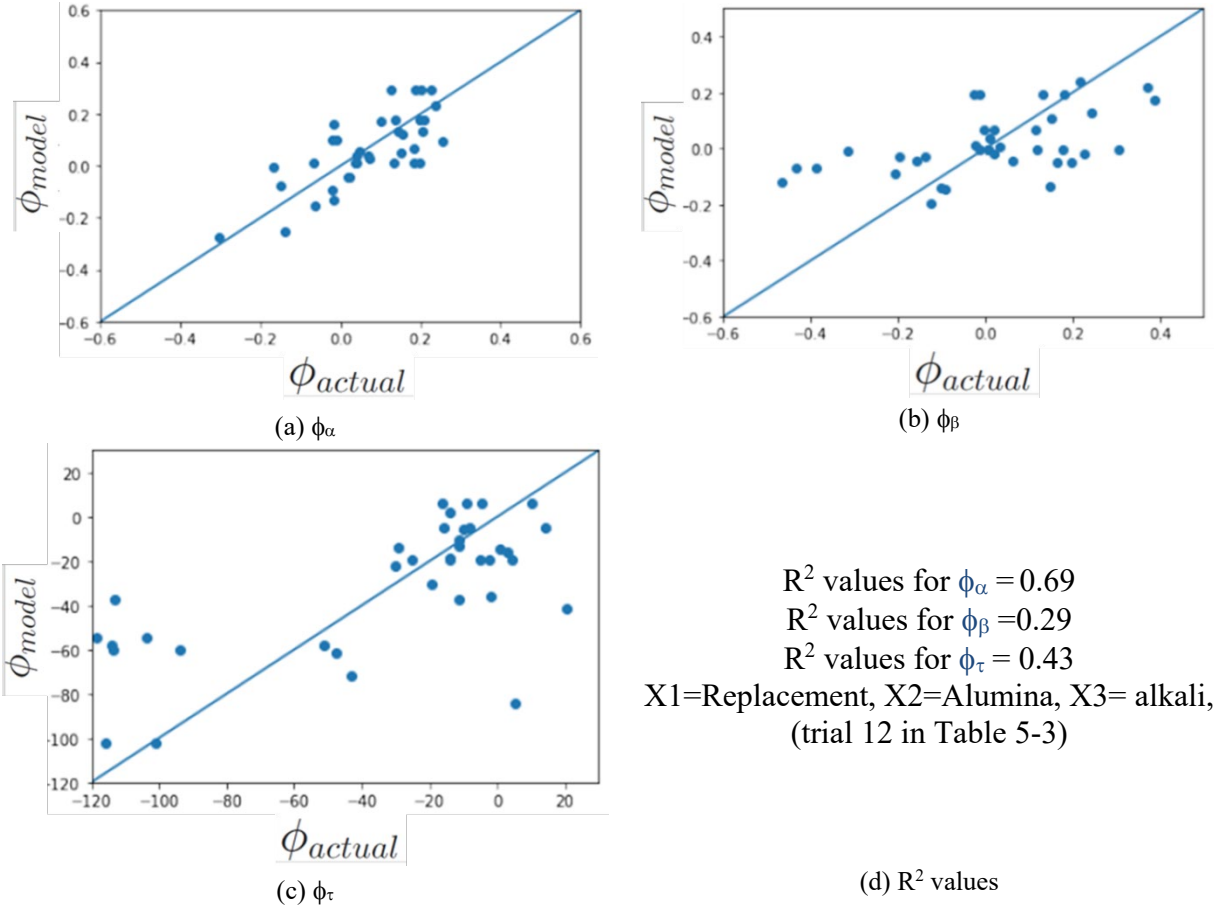 0.6
0.4
0.2
0.0
−0.2
−0.4
−0.6
−0.6 −0.4 −0.2 0.0 0.2 0.4 0.6
ϕmodel
ϕactual
(a) ϕα
0.4
0.2
0.0
−0.2
−0.4
−0.6
−0.6 −0.4 −0.2 0.0 0.2 0.4
ϕmodel
ϕactual
(b) ϕβ
20
0
−20
−40
−60
−80
100
120
−120 −100 −80 −60 −40 −20 0 20
ϕmodel
ϕactual
(c) ϕτ
R² values for ϕα = 0.69
R² values for ϕβ =0.29
R² values for ϕτ = 0.43
X1=Replacement, X2=Alumina, X3= alkali,
(trial 12 in Table 5-3)
(d) R² values